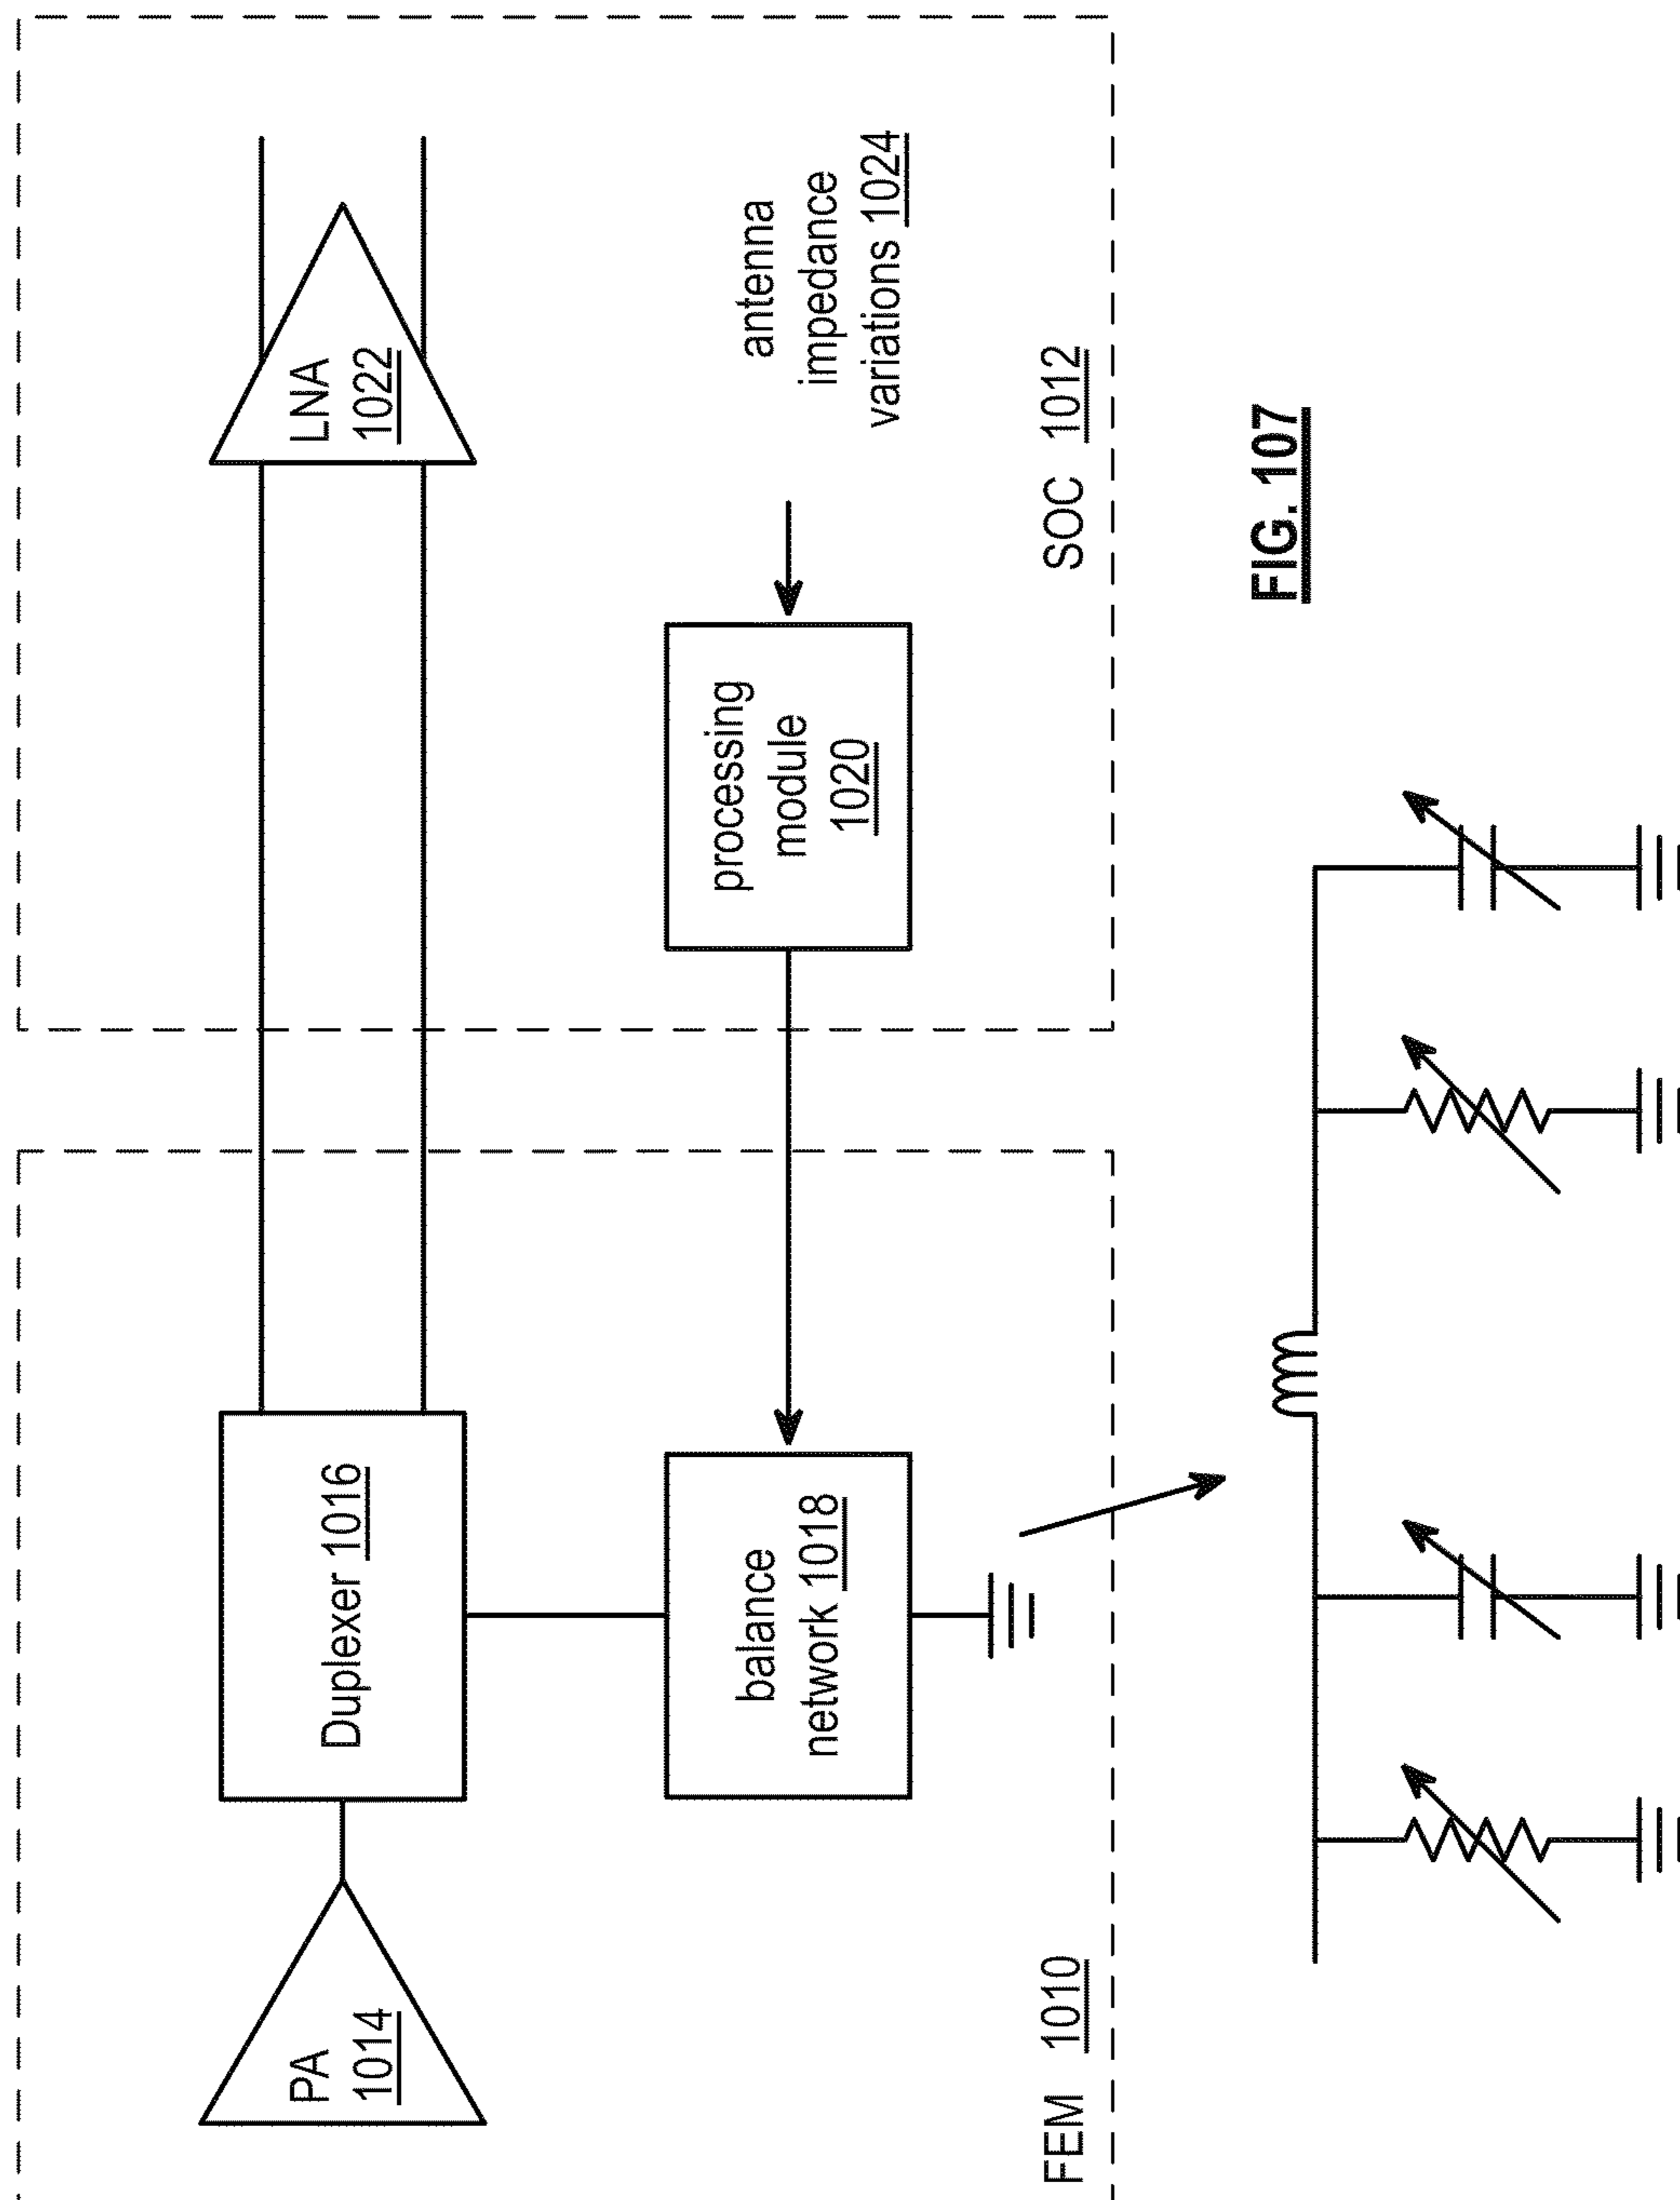 PA
1014
Duplexer 1016
LNA
1022
balance
network 1018
processing
module
1020
antenna
impedance
variations 1024
FEM 1010
SOC 1012
FIG. 107